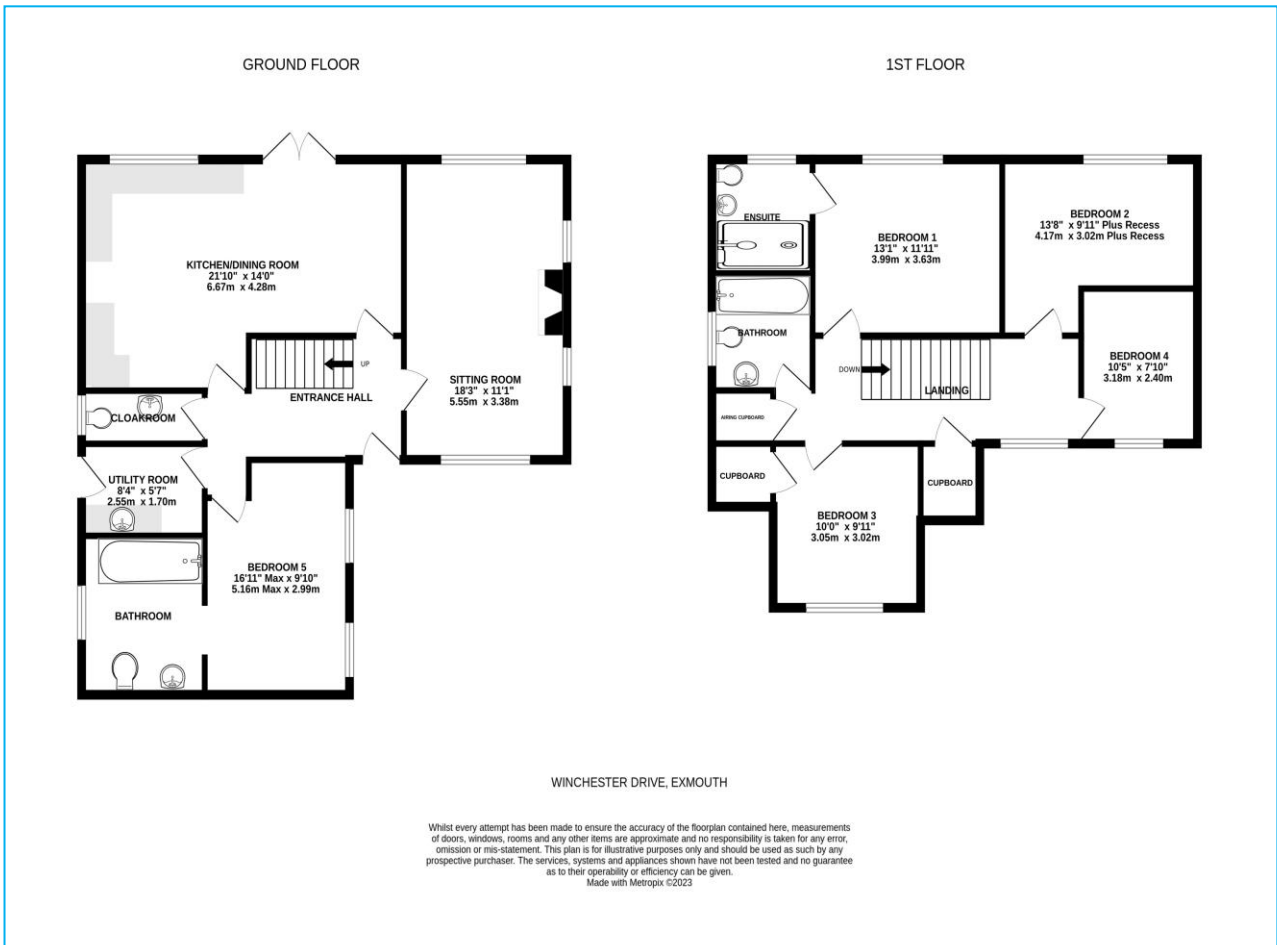 GROUND FLOOR
KITCHEN/DINING ROOM
21'10" x 14'0"
6.67m x 4.28m
UP
ENTRANCE HALL
SITTING ROOM
18'3" x 11'1"
5.55m x 3.38m
CLOAKROOM
UTILITY ROOM
8'4" x 5'7"
2.55m x 1.70m
BEDROOM 5
16'11" Max x 9'10"
5.16m Max x 2.99m
BATHROOM
1ST FLOOR
ENSUITE
BEDROOM 1
13'1" x 11'11"
3.99m x 3.63m
BEDROOM 2
13'8" x 9'11" Plus Recess
4.17m x 3.02m Plus Recess
BATHROOM
DOWN
LANDING
BEDROOM 4
10'5" x 7'10"
3.18m x 2.40m
AIRING CUPBOARD
CUPBOARD
CUPBOARD
BEDROOM 3
10'0" x 9'11"
3.05m x 3.02m
WINCHESTER DRIVE, EXMOUTH
Whilst every attempt has been made to ensure the accuracy of the floorplan contained here, measurements
of doors, windows, rooms and any other items are approximate and no responsibility is taken for any error,
omission or mis-statement. This plan is for illustrative purposes only and should be used as such by any
prospective purchaser. The services, systems and appliances shown have not been tested and no guarantee
as to their operability or efficiency can be given.
Made with Metropix ©2023